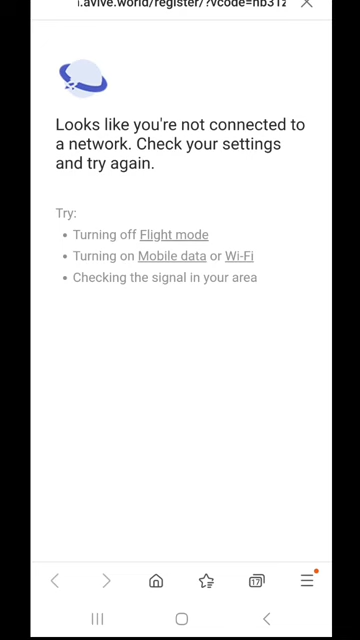 .avive.world/register/?vcode=
Looks like you're not connected to
a network. Check your settings
and try again.
Try:
• Turning off Flight mode
• Turning on Mobile data or Wi-Fi
• Checking the signal in your area
17